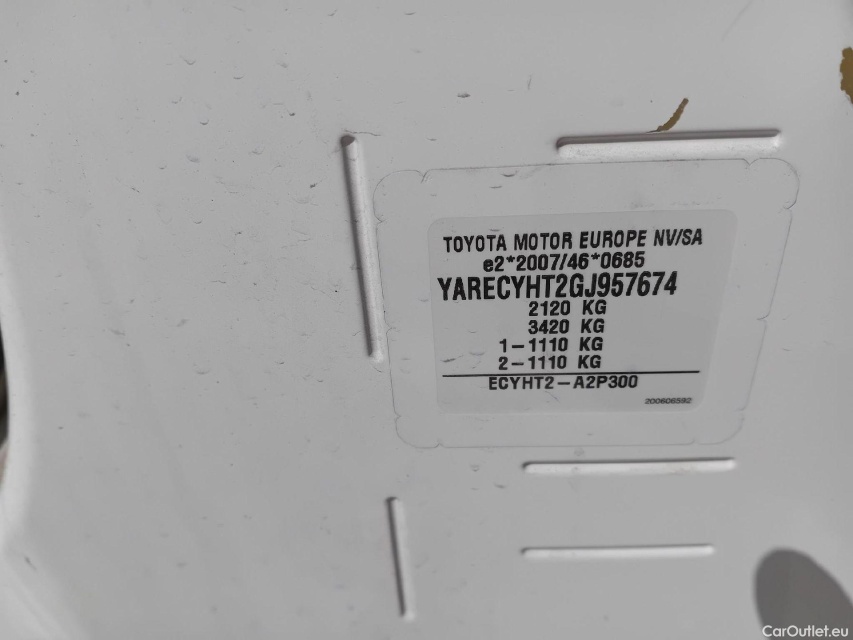 TOYOTA MOTOR EUROPE NV/SA
e2*2007/46*0685
YARECYHT2GJ957674
2120 KG
3420 KG
1-1110 KG
2-1110 KG
ECYHT2-A2P300
200606592
CarOutlet.eu